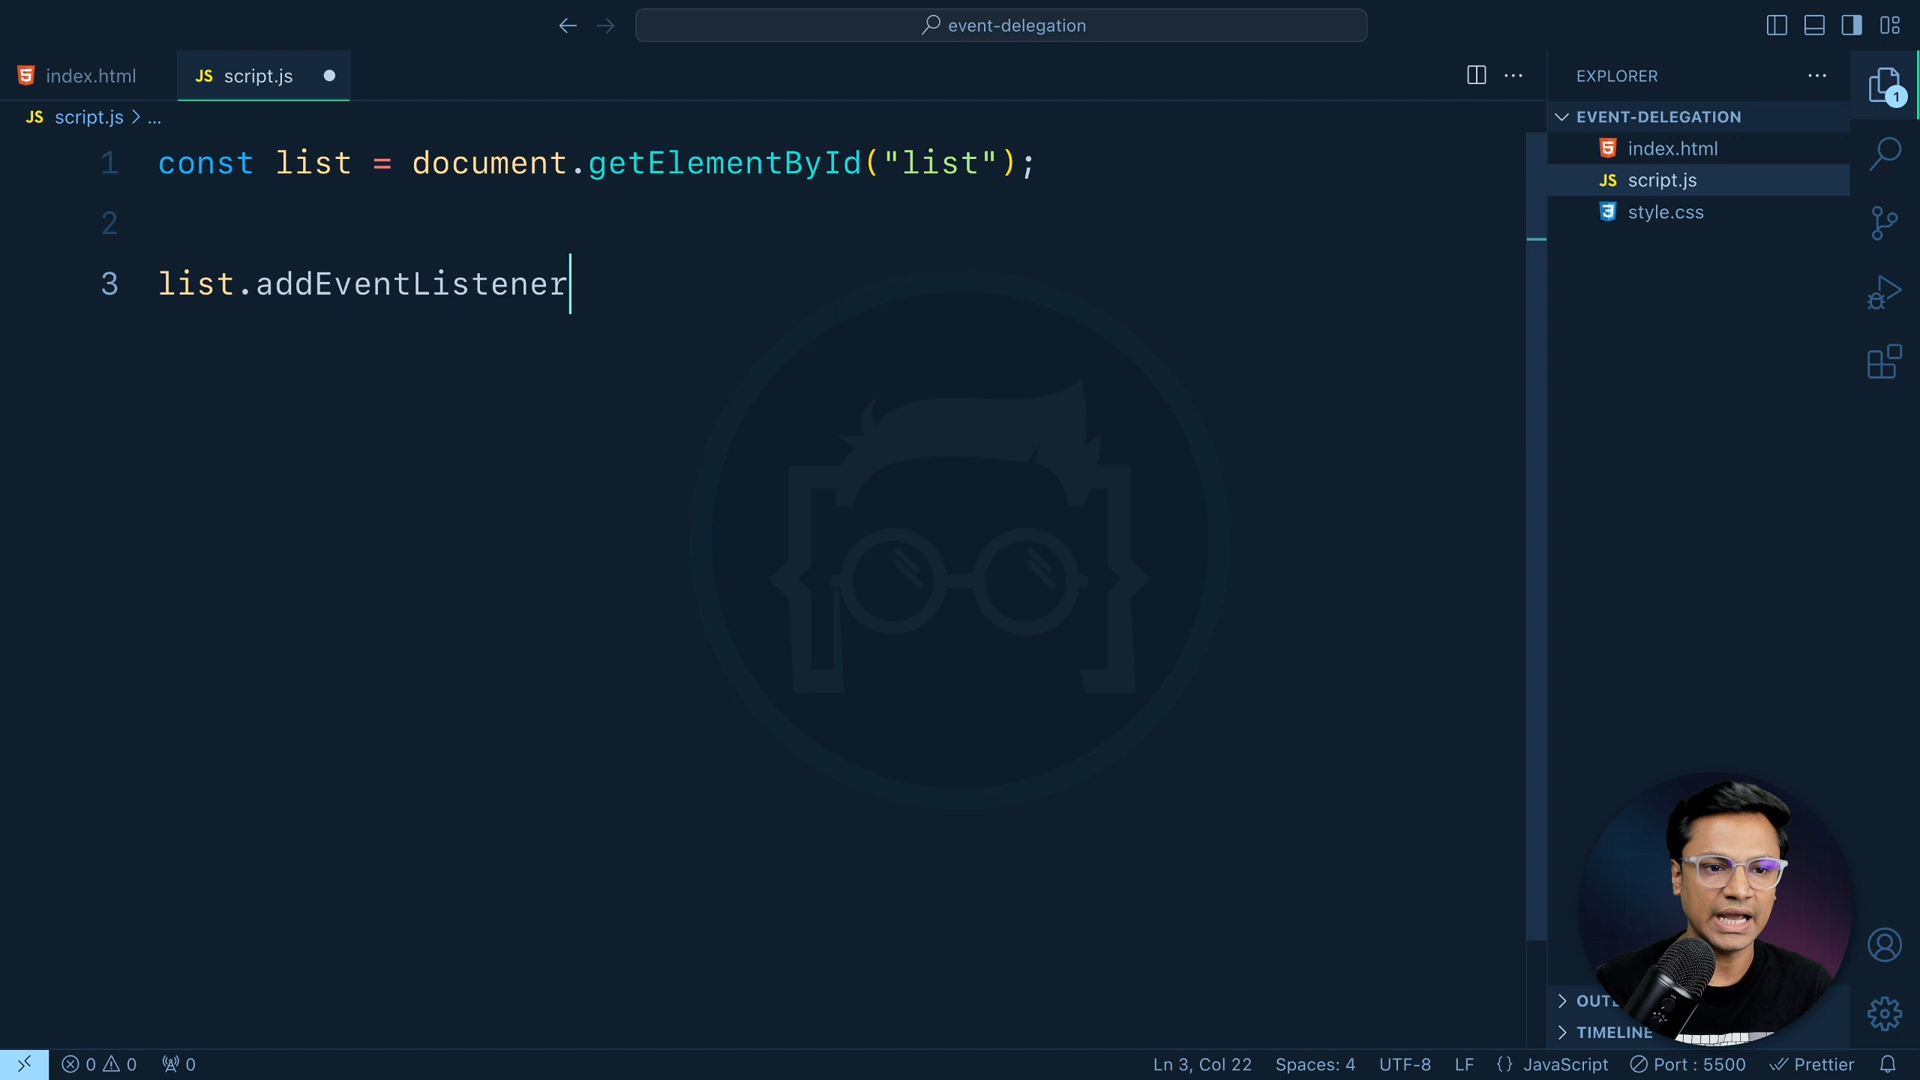 event-delegation
index.html
JS script.js
EXPLORER
1
JS script.js > ...
EVENT-DELEGATION
1 const list = document.getElementById("list");
2
3 list.addEventListener
index.html
JS script.js
style.css
TIMELINE
0 0 0
Ln 3, Col 22
Spaces: 4
UTF-8
LF
{} JavaScript
Port : 5500
Prettier